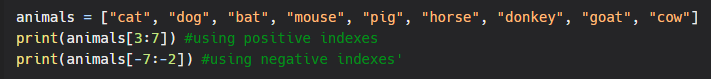 animals = ["cat", "dog", "bat", "mouse", "pig", "horse", "donkey", "goat", "cow"]
print(animals[3:7]) #using positive indexes
print(animals[-7:-2]) #using negative indexes'